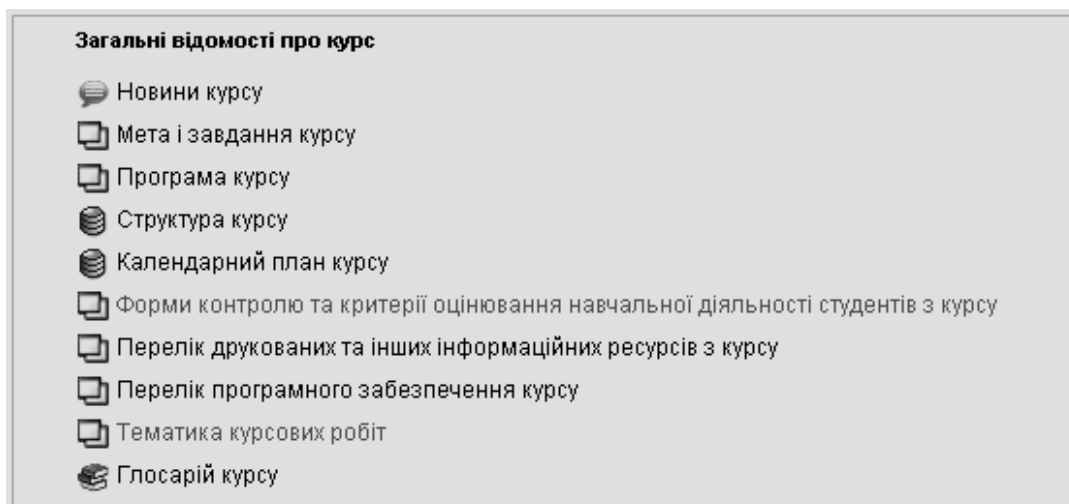 Загальні відомості про курс
Новини курсу
Мета і завдання курсу
Програма курсу
Структура курсу
Календарний план курсу
Форми контролю та критерії оцінювання навчальної діяльності студентів з курсу
Перелік друкованих та інших інформаційних ресурсів з курсу
Перелік програмного забезпечення курсу
Тематика курсових робіт
Глосарій курсу